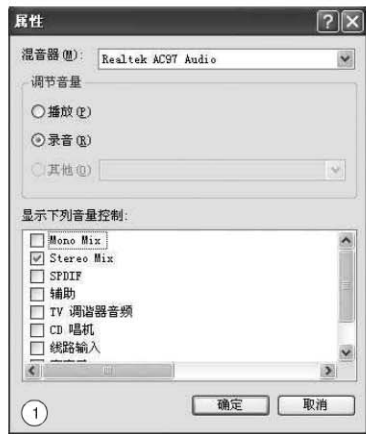 属性
混音器(M): Realtek AC97 Audio
调节音量
播放(P)
录音(R)
其他(O)
显示下列音量控制:
Mono Mix
Stereo Mix
SPDIF
辅助
TV 调谐器音频
CD 唱机
线路输入
1 确定 取消